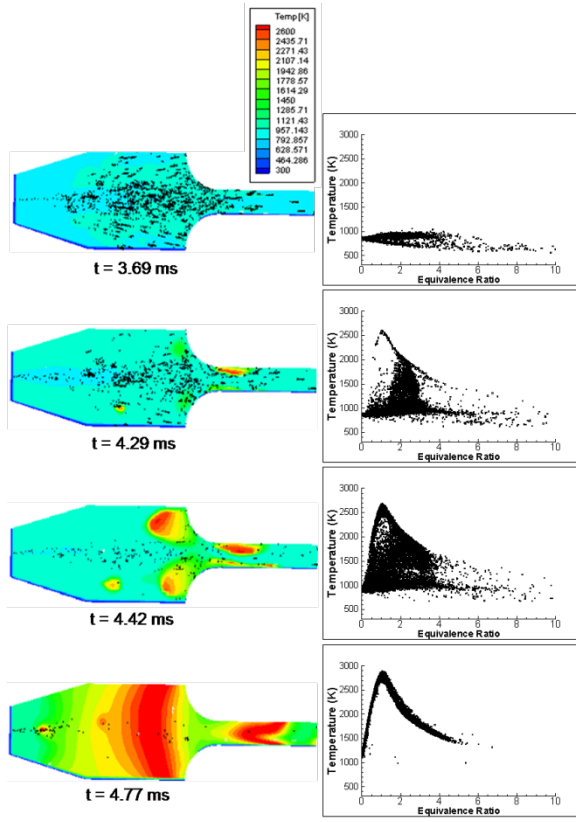 Temp [K]
2600
2435.71
2271.43
2107.14
1942.86
1778.57
1614.29
1450
1285.71
1121.43
957.143
792.857
628.571
464.286
300
t = 3.69 ms
Temperature (K)
3000
2500
2000
1500
1000
500
0 2 4 6 8 10
Equivalence Ratio
t = 4.29 ms
Temperature (K)
3000
2500
2000
1500
1000
500
0 2 4 6 8 10
Equivalence Ratio
t = 4.42 ms
Temperature (K)
3000
2500
2000
1500
1000
500
0 2 4 6 8 10
Equivalence Ratio
t = 4.77 ms
Temperature (K)
3000
2500
2000
1500
1000
500
0 2 4 6 8 10
Equivalence Ratio